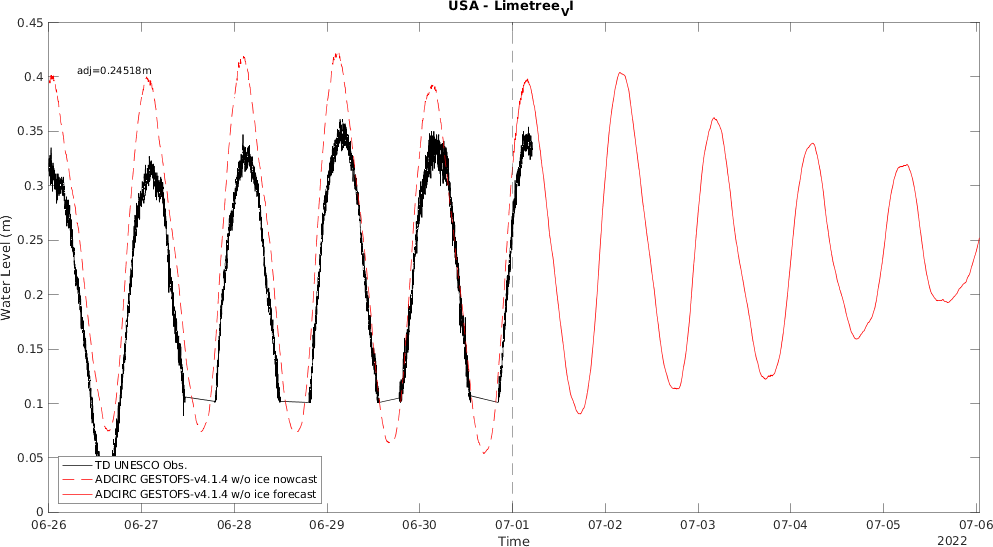 USA - Limetree_VI
0.45
0.4
0.35
0.3
0.25
0.2
0.15
0.1
0.05
0
Water Level (m)
adj=0.24518m
TD UNESCO Obs.
ADCIRC GESTOFS-v4.1.4 w/o ice nowcast
ADCIRC GESTOFS-v4.1.4 w/o ice forecast
06-26 06-27 06-28 06-29 06-30 07-01 07-02 07-03 07-04 07-05 07-06
Time
2022